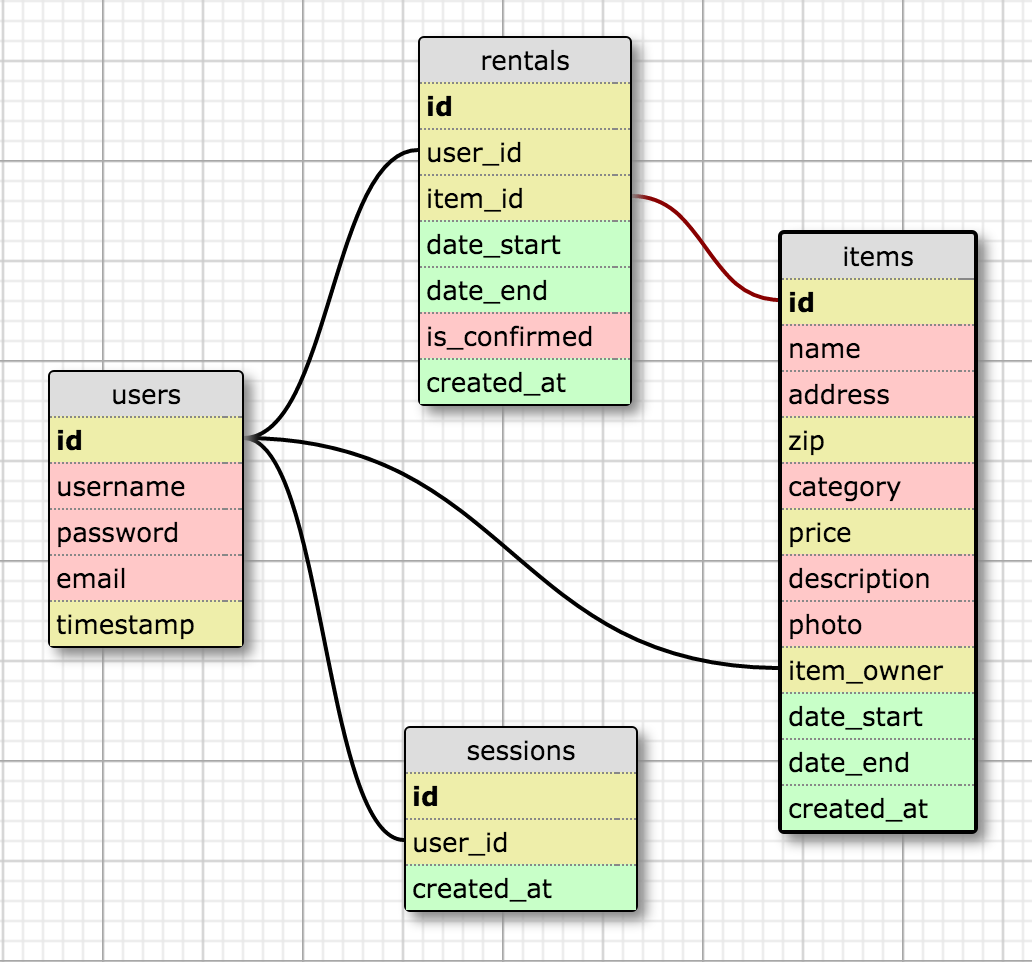 rentals
id
user_id
item_id
date_start
date_end
is_confirmed
created_at
items
id
name
address
zip
category
price
description
photo
item_owner
date_start
date_end
created_at
users
id
username
password
email
timestamp
sessions
id
user_id
created_at